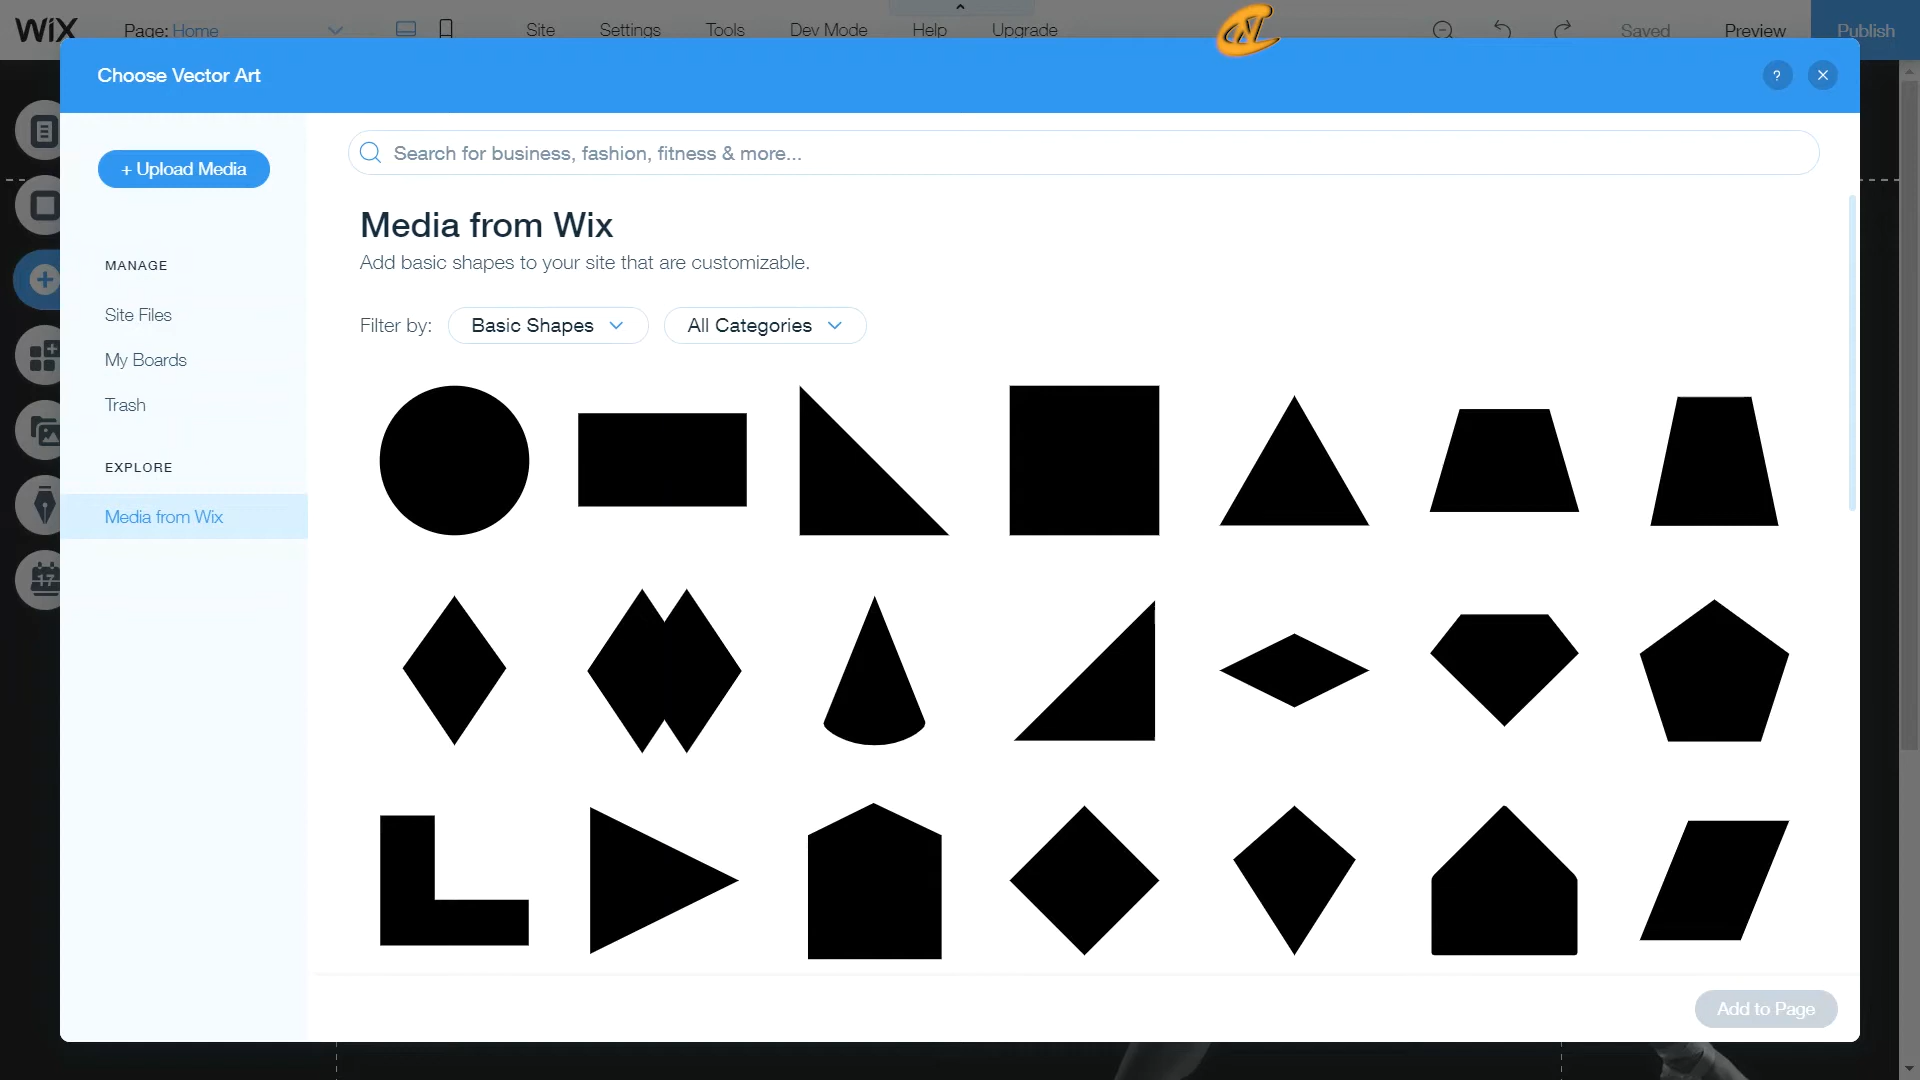 WiX
Page: Home
Site
Settings
Tools
Dev Mode
Help
Upgrade
NL
Saved
Preview
Publish
Choose Vector Art
?
+ Upload Media
Search for business, fashion, fitness & more...
Media from Wix
Add basic shapes to your site that are customizable.
MANAGE
Site Files
My Boards
Trash
Filter by:
Basic Shapes
All Categories
EXPLORE
Media from Wix
17
Add to Page